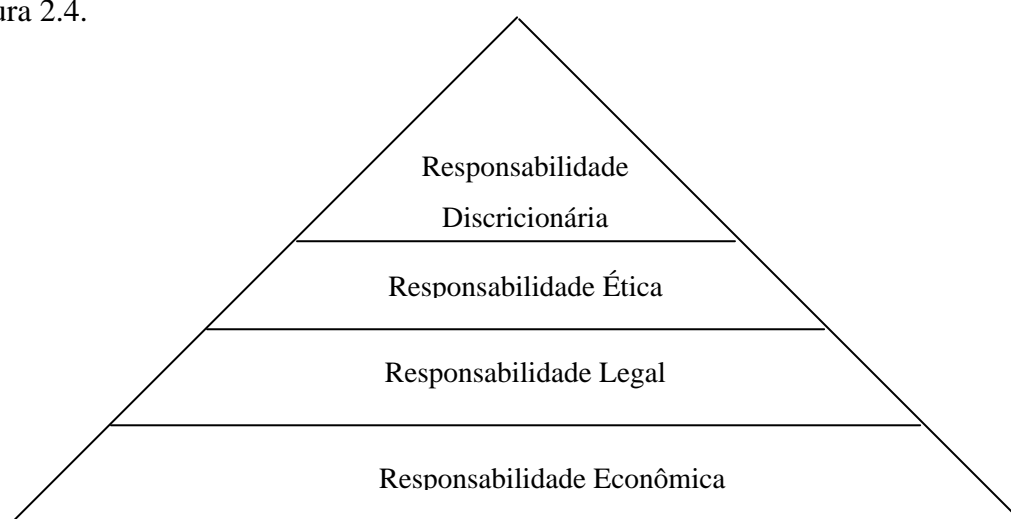 ura 2.4.
Responsabilidade
Discricionária
Responsabilidade Ética
Responsabilidade Legal
Responsabilidade Econômica